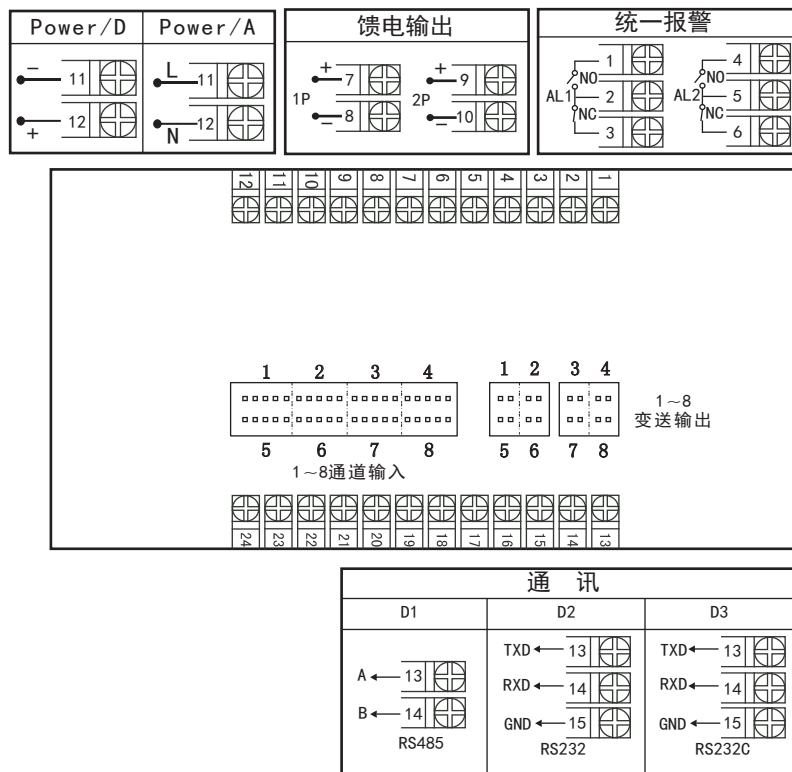 Power/D Power/A 馈电输出 统一报警
－ 11 L 11 + 7 + 9 1 NO 4 NO
1P 2P AL1 2 AL2 5
+ 12 N 12 － 8 － 10 NC 3 NC 6
12 11 10 9 8 7 6 5 4 3 2 1
1 2 3 4 1 2 3 4
1～8
变送输出
5 6 7 8 5 6 7 8
1～8通道输入
24 23 22 21 20 19 18 17 16 15 14 13
通 讯
D1 D2 D3
TXD 13 TXD 13
A 13 RXD 14 RXD 14
B 14 GND 15 GND 15
RS485 RS232 RS232C